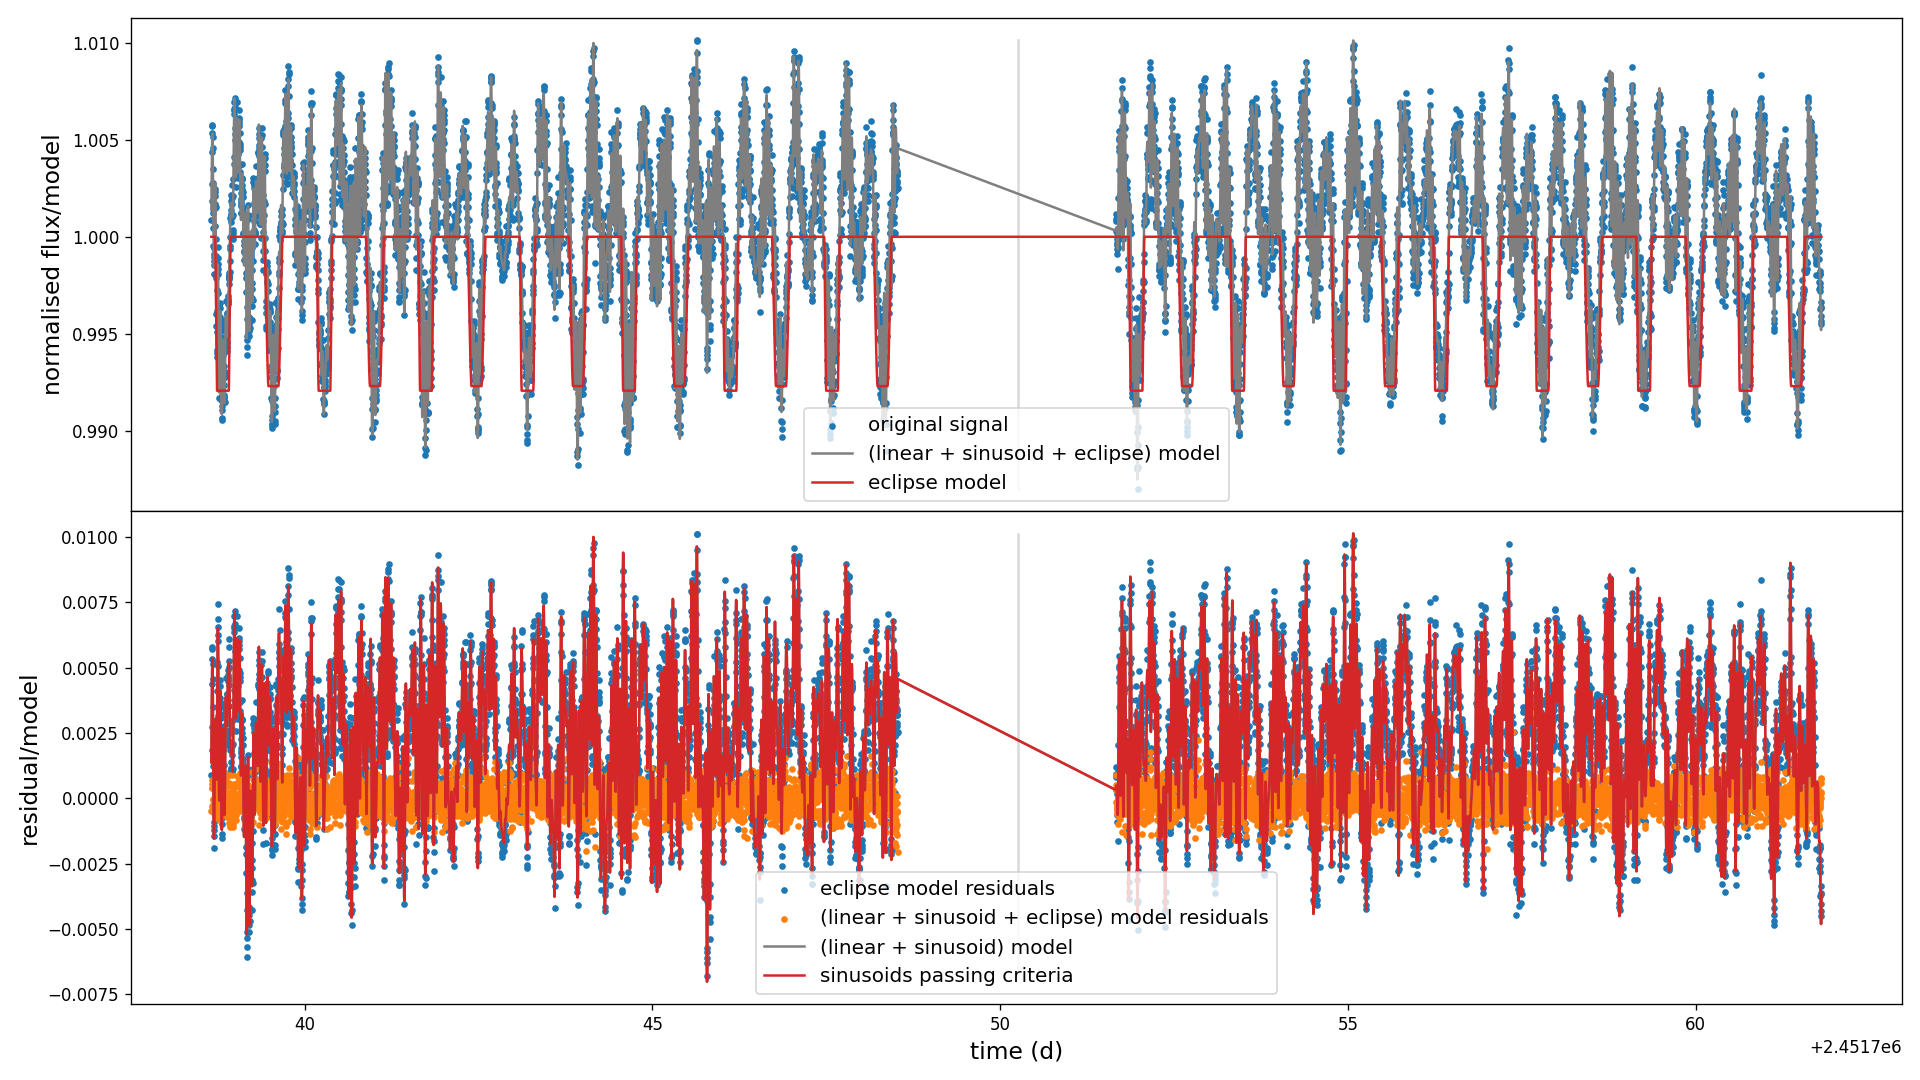 1.010
1.005
1.000
0.995
0.990
normalised flux/model
original signal
(linear + sinusoid + eclipse) model
eclipse model
0.0100
0.0075
0.0050
0.0025
0.0000
−0.0025
−0.0050
−0.0075
residual/model
eclipse model residuals
(linear + sinusoid + eclipse) model residuals
(linear + sinusoid) model
sinusoids passing criteria
40
45
50
55
60
time (d)
+2.4517e6